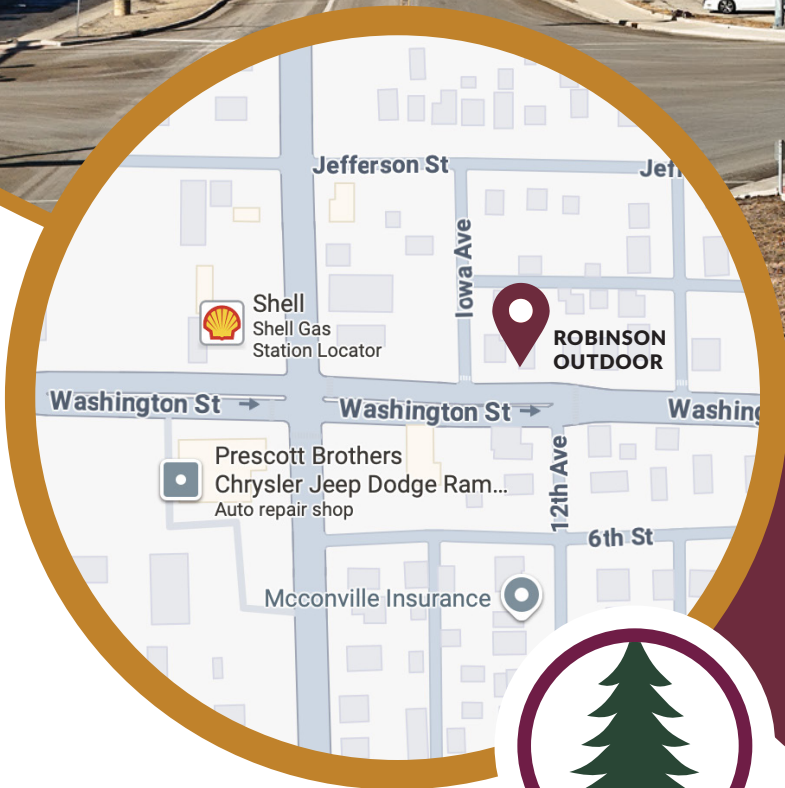 Jefferson St
Jeff
Iowa Ave
Shell
Shell Gas
Station Locator
ROBINSON
OUTDOOR
Washington St
Washington St
Washing
Prescott Brothers
Chrysler Jeep Dodge Ram...
Auto repair shop
12th Ave
6th St
Mcconville Insurance